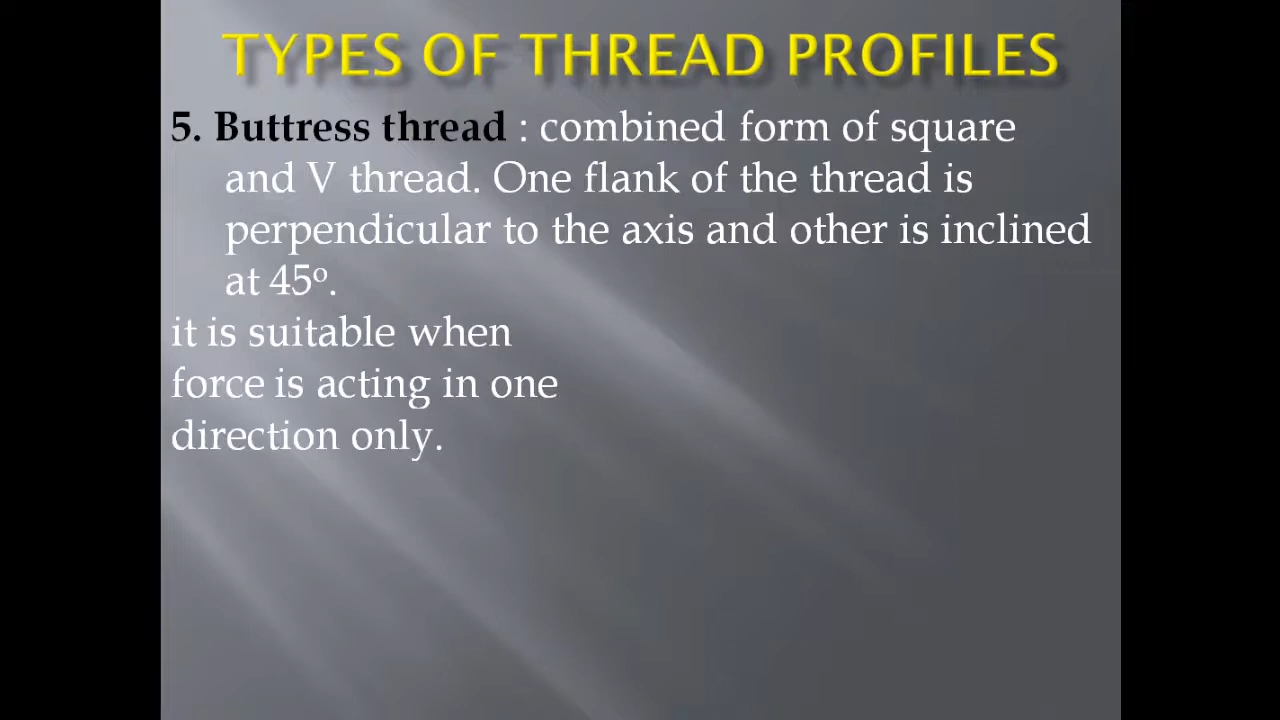 TYPES OF THREAD PROFILES
5. Buttress thread : combined form of square
and V thread. One flank of the thread is
perpendicular to the axis and other is inclined
at 45º.
it is suitable when
force is acting in one
direction only.